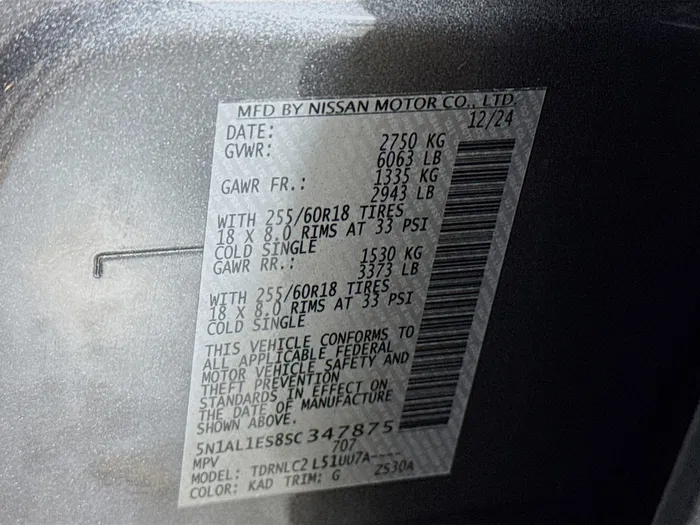 MFD BY NISSAN MOTOR CO., LTD.
DATE: 12/24
GVWR: 2750 KG
6063 LB
GAWR FR.: 1335 KG
2943 LB
WITH 255/60R18 TIRES
18 X 8.0 RIMS AT 33 PSI
COLD SINGLE
GAWR RR.: 1530 KG
3373 LB
WITH 255/60R18 TIRES
18 X 8.0 RIMS AT 33 PSI
COLD SINGLE
THIS VEHICLE CONFORMS TO
ALL APPLICABLE FEDERAL
MOTOR VEHICLE SAFETY AND
THEFT PREVENTION
STANDARDS IN EFFECT ON
THE DATE OF MANUFACTURE
SHOWN ABOVE.
5N1AL1ES8SC347875
MPV 707
MODEL: TDRNLC2 L51UU7A----
COLOR: KAD TRIM: G ZS30A